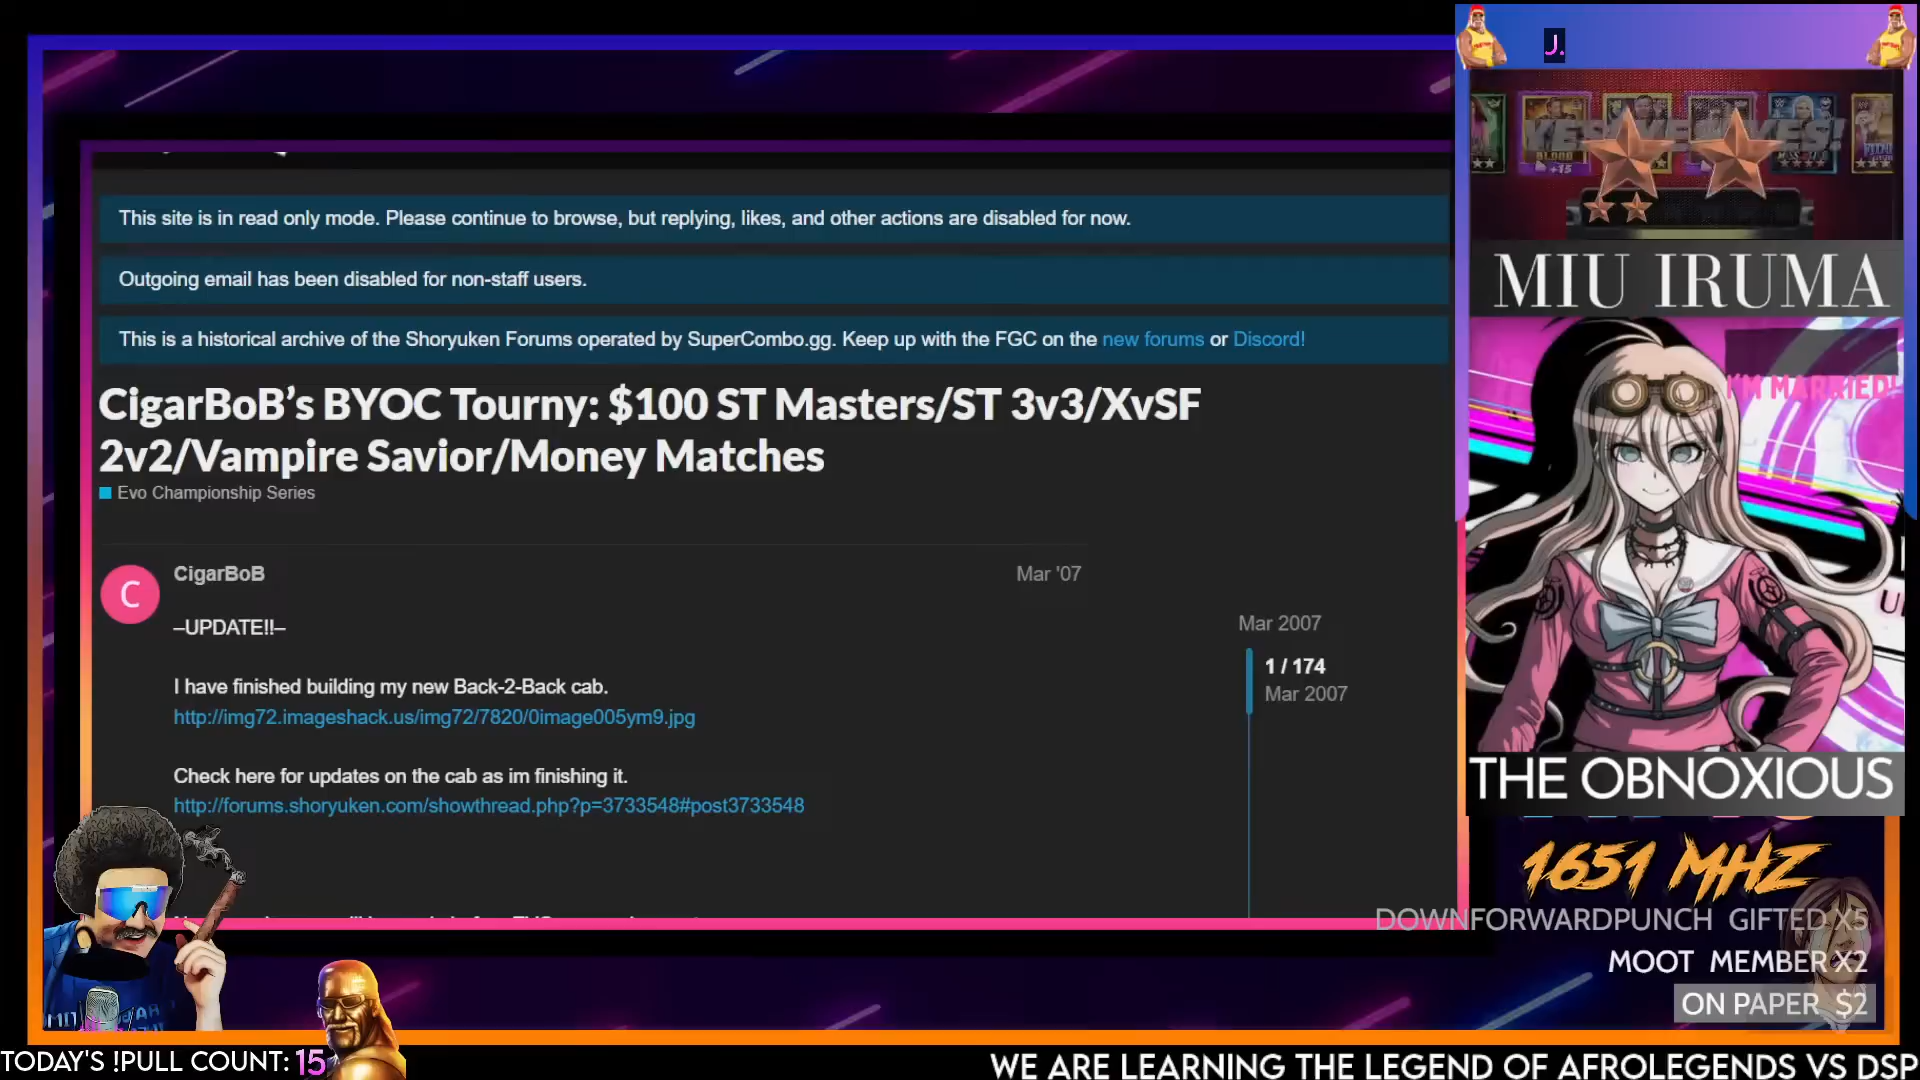 J.
YES! YES! YES!
BLOOD
+15
This site is in read only mode. Please continue to browse, but replying, likes, and other actions are disabled for now.
Outgoing email has been disabled for non-staff users.
This is a historical archive of the Shoryuken Forums operated by SuperCombo.gg. Keep up with the FGC on the new forums or Discord!
MIU IRUMA
I'M MARRIED!
CigarBoB’s BYOC Tourny: $100 ST Masters/ST 3v3/XvSF
2v2/Vampire Savior/Money Matches
Evo Championship Series
C
CigarBoB
Mar '07
–UPDATE!!–
Mar 2007
1 / 174
Mar 2007
I have finished building my new Back-2-Back cab.
http://img72.imageshack.us/img72/7820/0image005ym9.jpg
Check here for updates on the cab as im finishing it.
http://forums.shoryuken.com/showthread.php?p=3733548#post3733548
THE OBNOXIOUS
1651 MHZ
DOWNFORWARDPUNCH GIFTED X5
MOOT MEMBER X2
ON PAPER $2
TODAY'S !PULL COUNT: 15
WE ARE LEARNING THE LEGEND OF AFROLEGENDS VS DSP